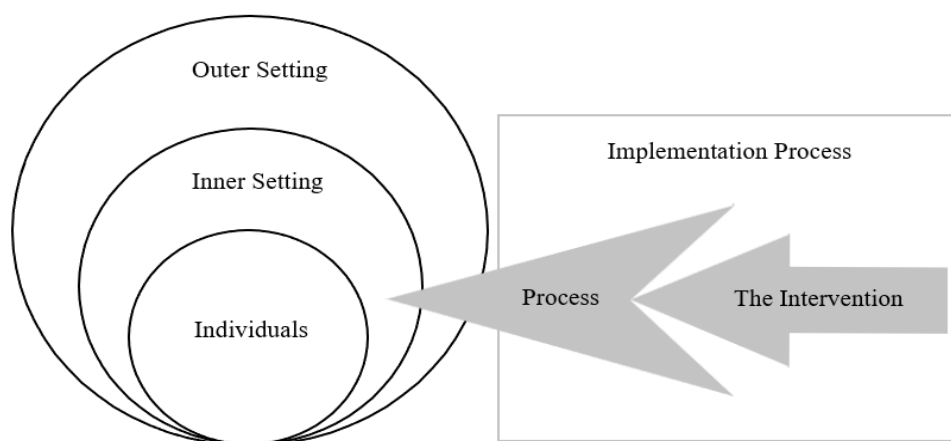 Outer Setting
Implementation Process
Inner Setting
Process
The Intervention
Individuals